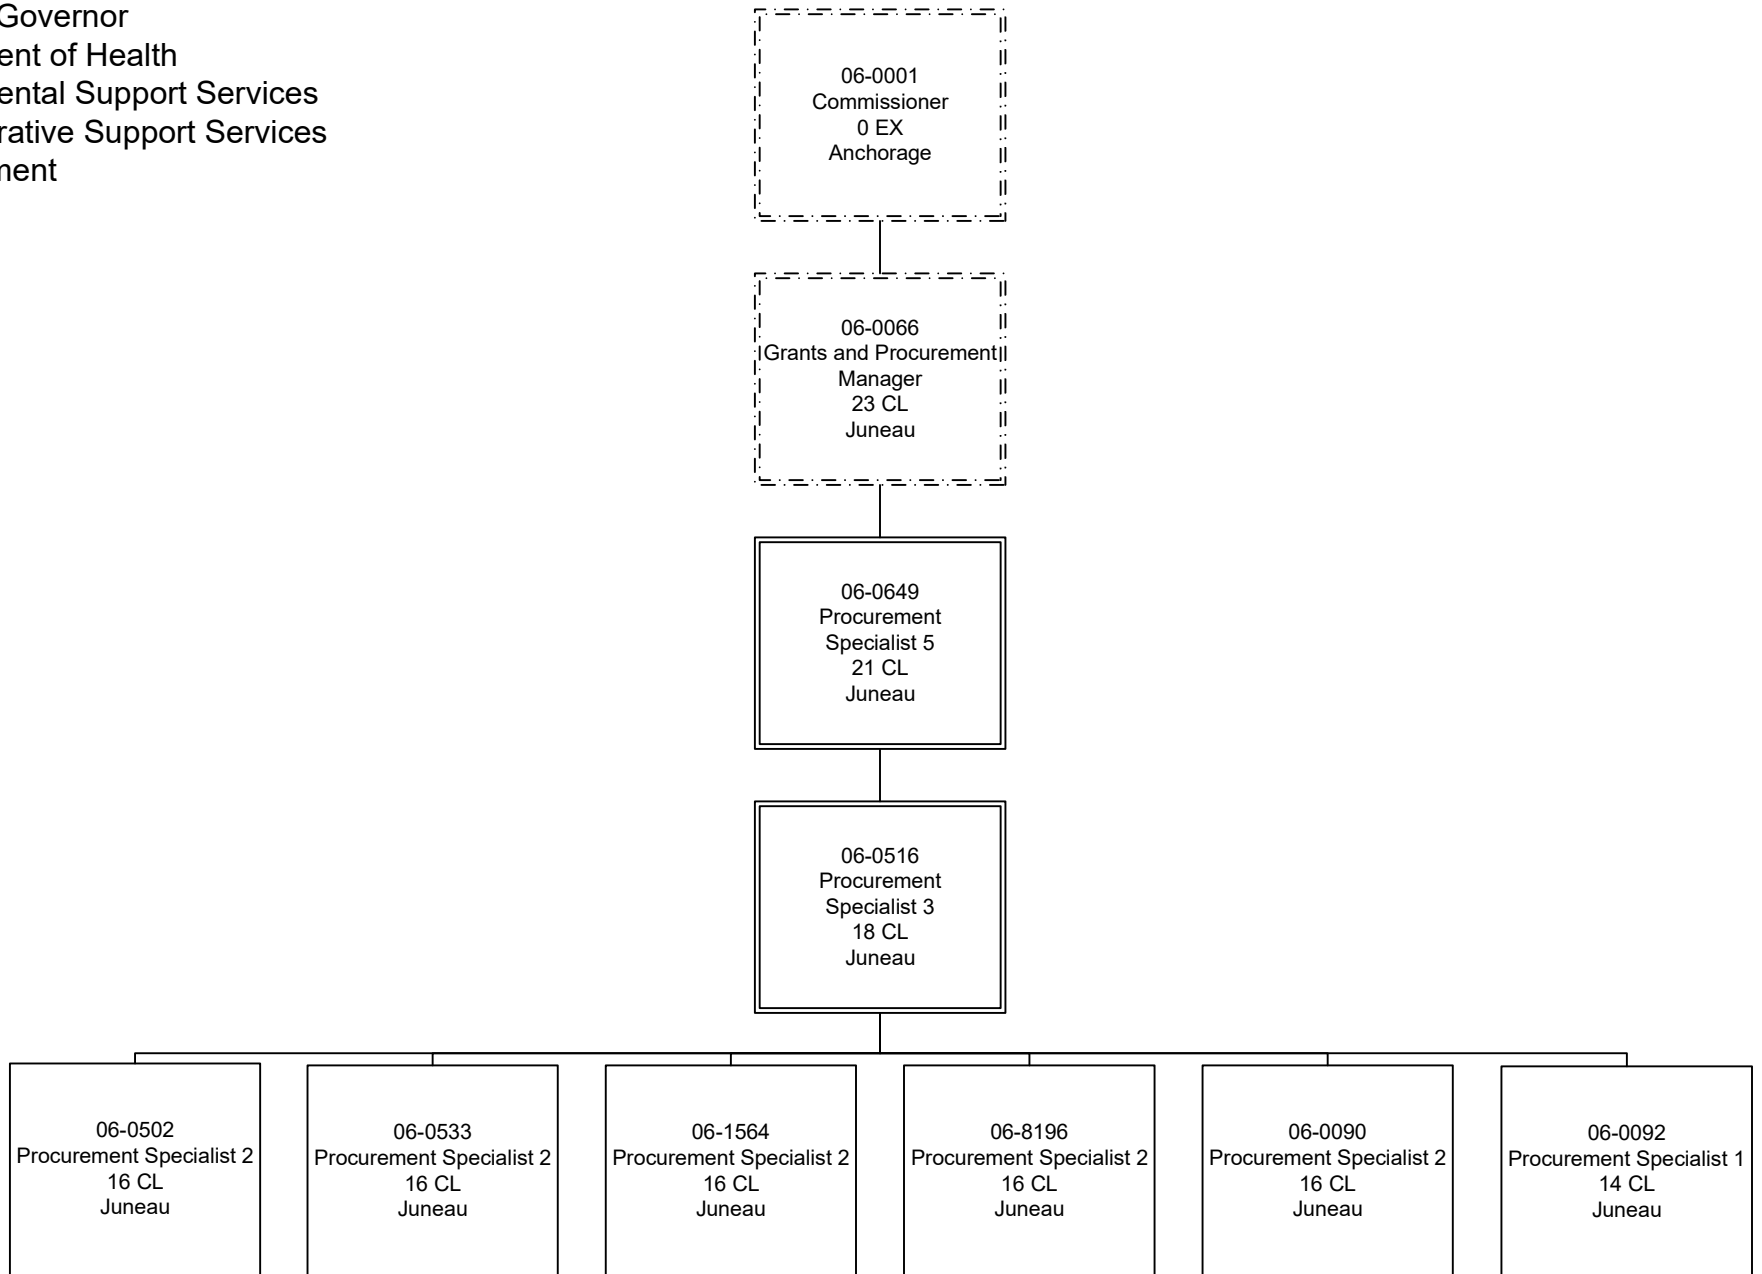 Governor
ent of Health
ental Support Services
rative Support Services
ment
06-0001
Commissioner
0 EX
Anchorage
06-0066
Grants and Procurement
Manager
23 CL
Juneau
06-0649
Procurement
Specialist 5
21 CL
Juneau
06-0516
Procurement
Specialist 3
18 CL
Juneau
06-0502
Procurement Specialist 2
16 CL
Juneau
06-0533
Procurement Specialist 2
16 CL
Juneau
06-1564
Procurement Specialist 2
16 CL
Juneau
06-8196
Procurement Specialist 2
16 CL
Juneau
06-0090
Procurement Specialist 2
16 CL
Juneau
06-0092
Procurement Specialist 1
14 CL
Juneau